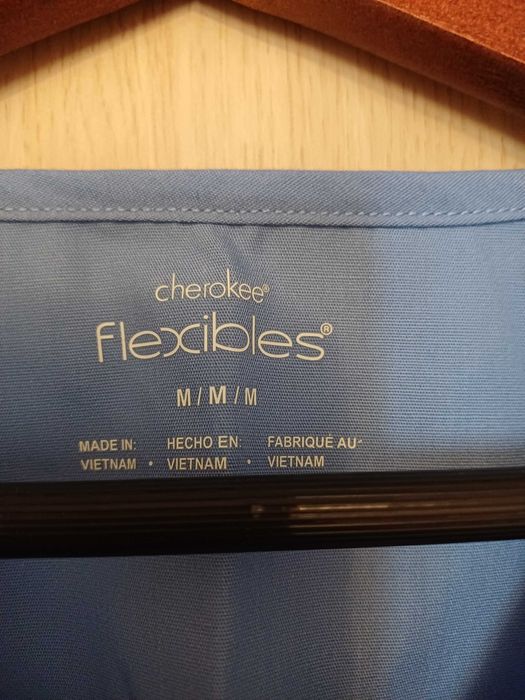 cherokee®
flexibles®
M / M / M
MADE IN: HECHO EN: FABRIQUÉ AU
VIETNAM • VIETNAM • VIETNAM